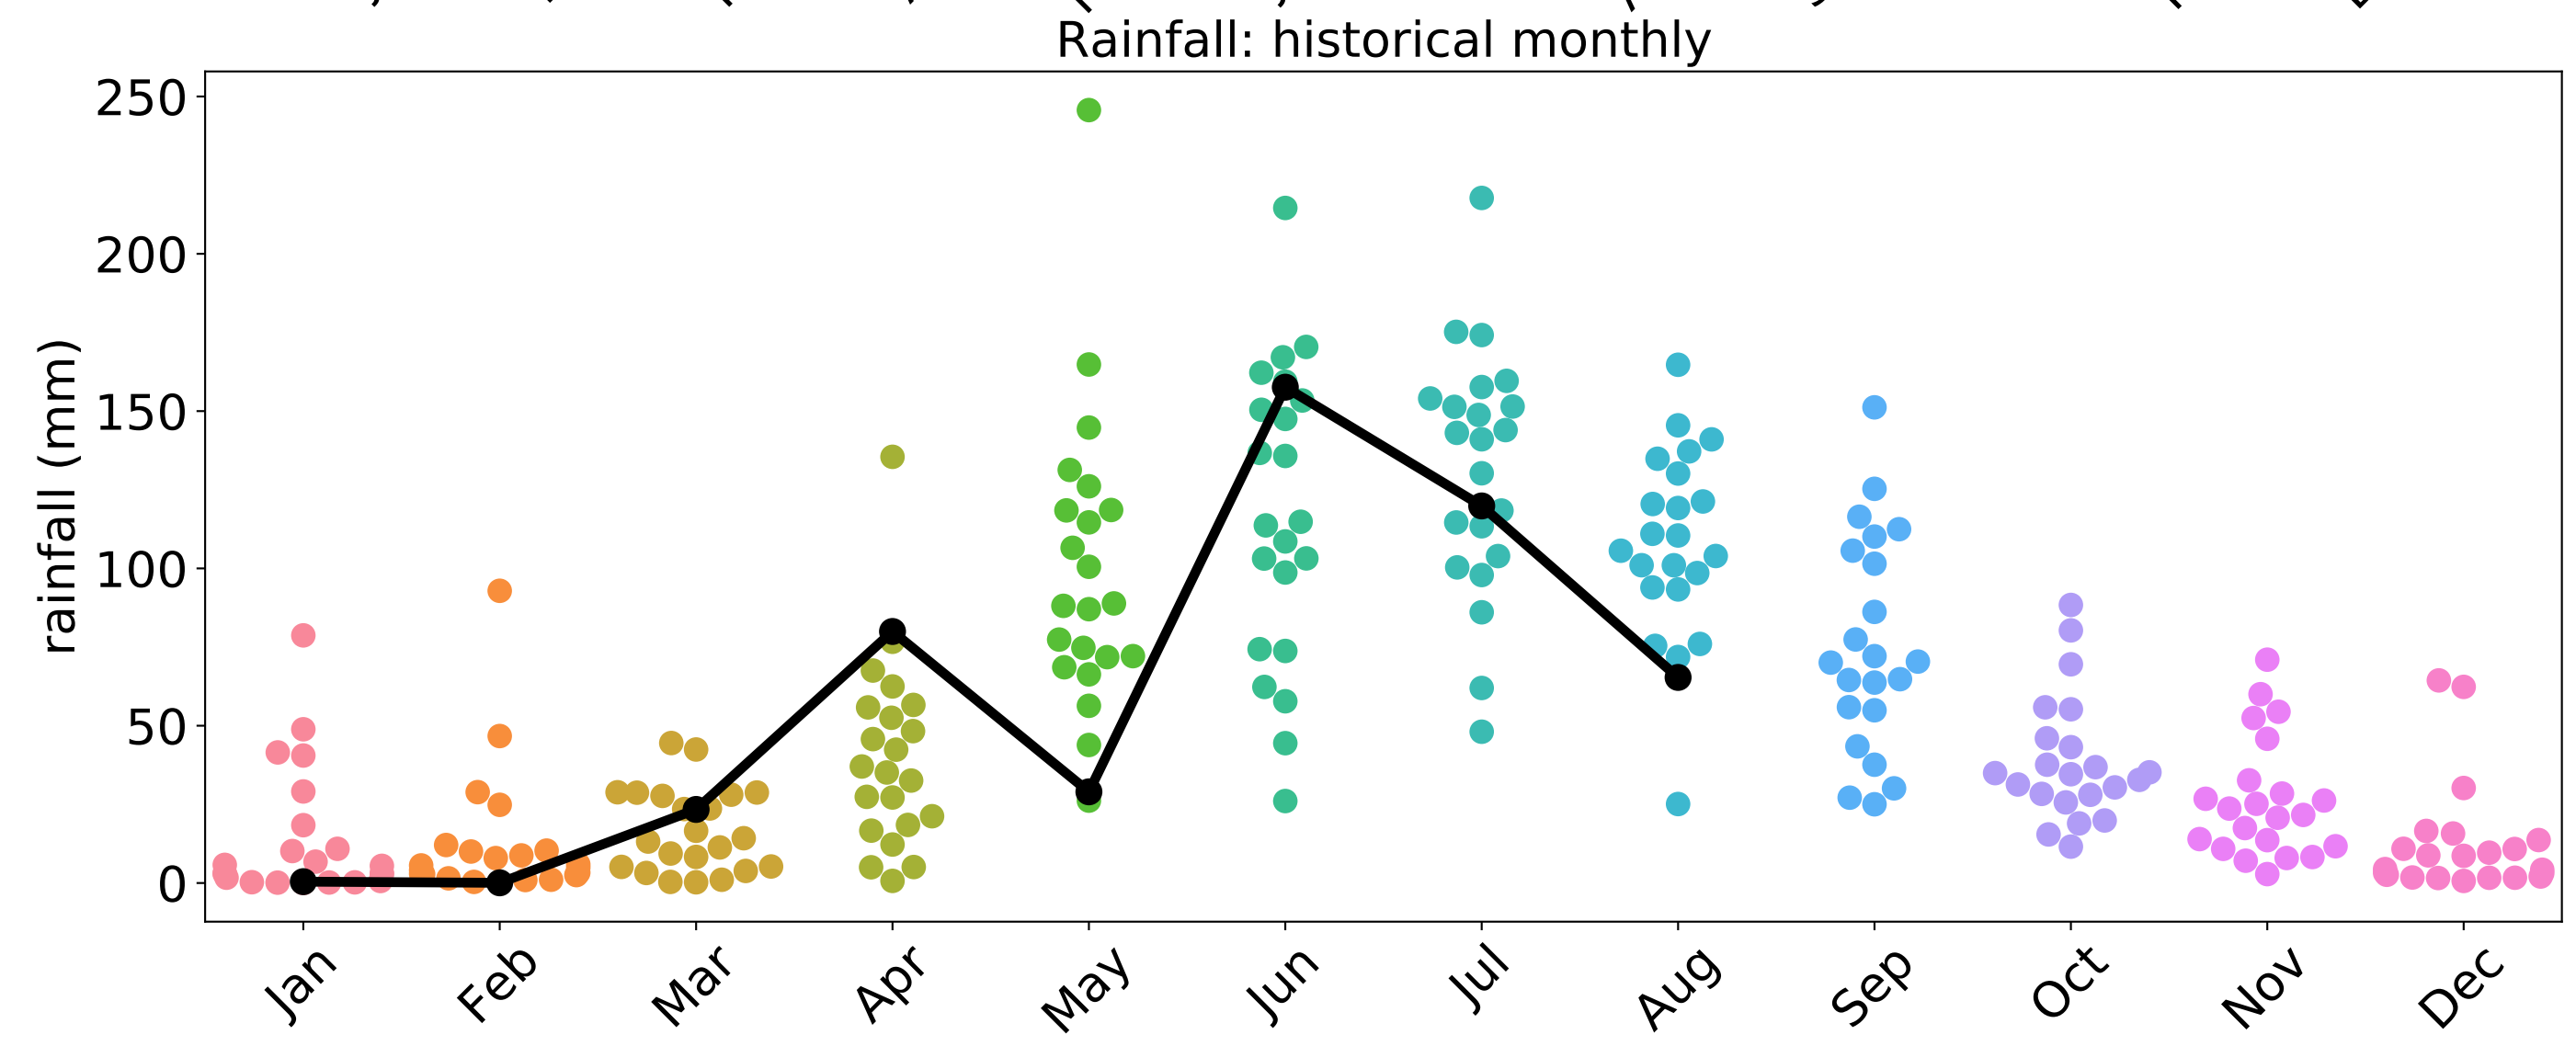 Rainfall: historical monthly
rainfall (mm)
250
200
150
100
50
0
Jan
Feb
Mar
Apr
May
Jun
Jul
Aug
Sep
Oct
Nov
Dec